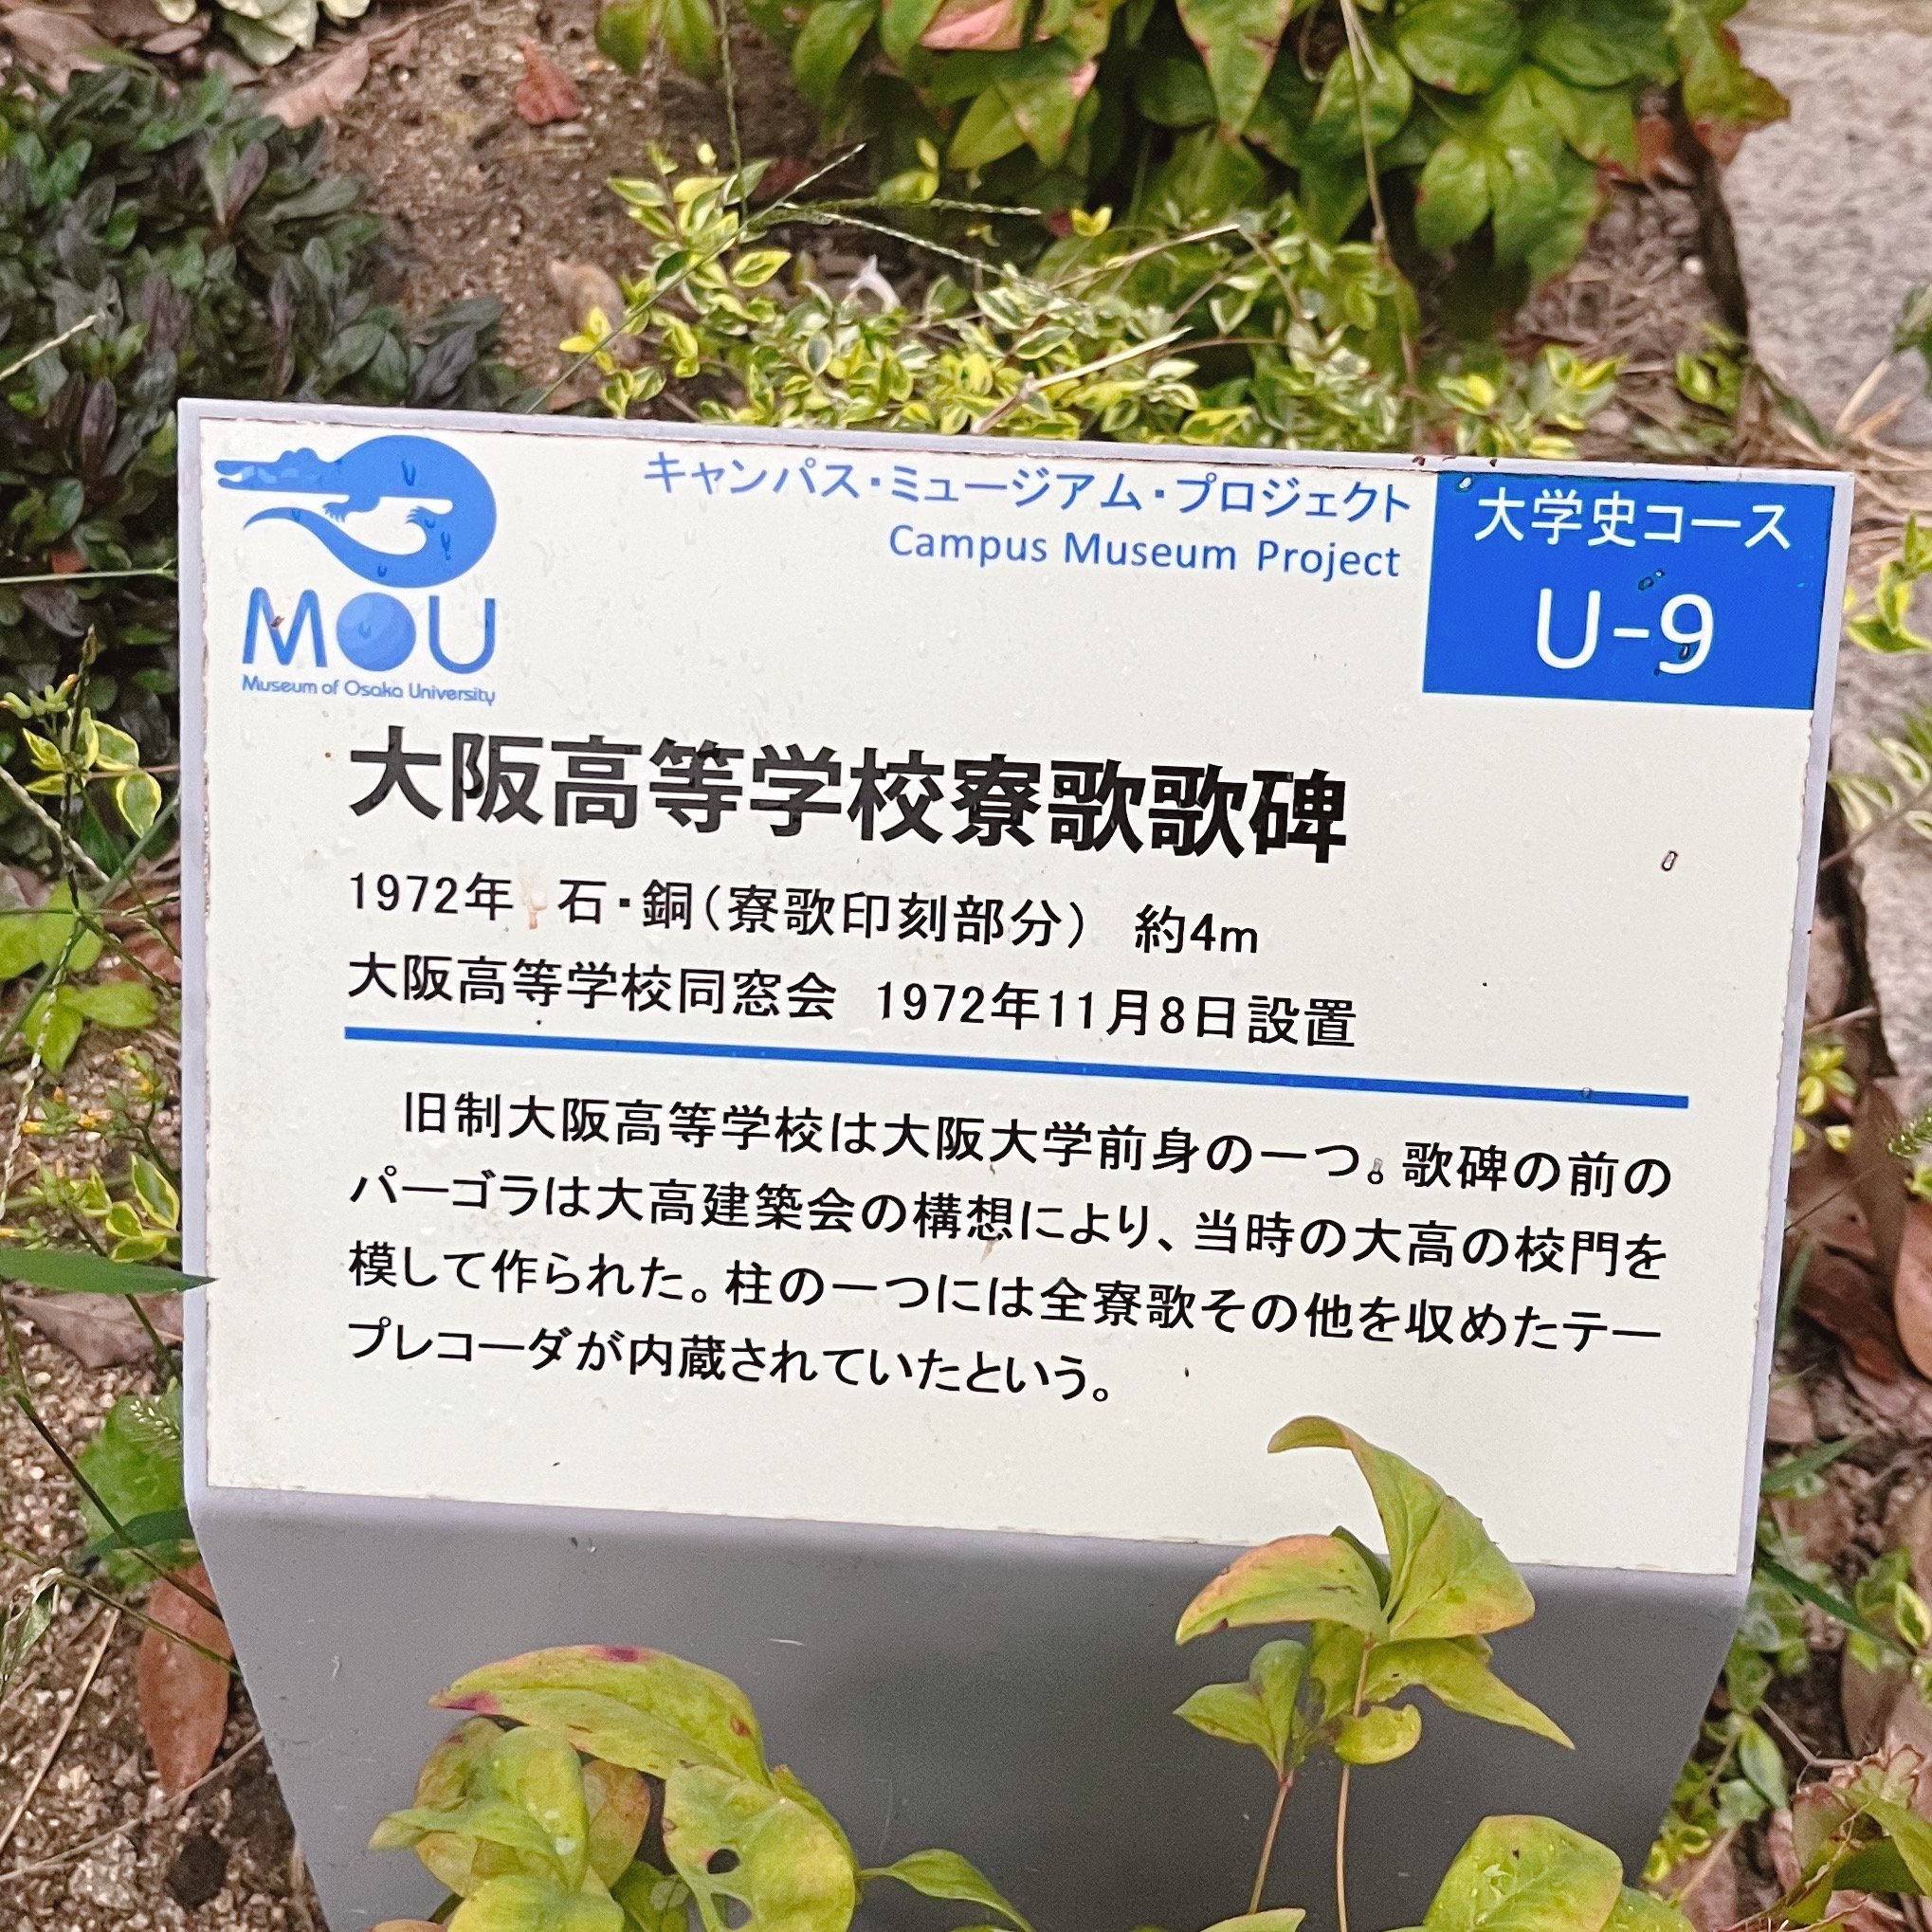 キャンパス・ミュージアム・プロジェクト
Campus Museum Project
大学史コース
U-9
MOU
Museum of Osaka University
大阪高等学校寮歌歌碑
1972年　石・銅（寮歌印刻部分）　約4m
大阪高等学校同窓会　1972年11月8日設置
旧制大阪高等学校は大阪大学前身の一つ。歌碑の前の
パーゴラは大高建築会の構想により、当時の大高の校門を
模して作られた。柱の一つには全寮歌その他を収めたテー
プレコーダが内蔵されていたという。